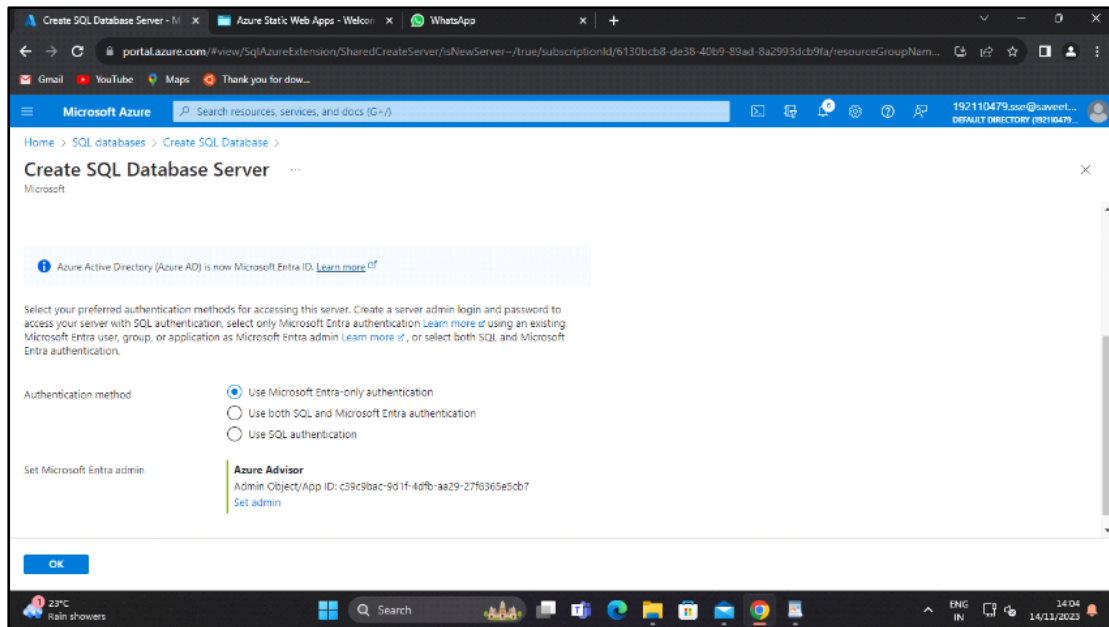 Create SQL Database Server - M
Azure Static Web Apps - Welcom
WhatsApp
portal.azure.com/#view/SqlAzureExtension/SharedCreateServer/isNewServer~/true/subscriptionId/6130bcb8-de38-40b9-89ad-8a2993dcb9fa/resourceGroupNam...
Gmail YouTube Maps Thank you for dow...
Microsoft Azure
Search resources, services, and docs (G+/)
6
192110479.sse@saveet...
DEFAULT DIRECTORY (192110479...
Home > SQL databases > Create SQL Database >
Create SQL Database Server ...
Microsoft
Azure Active Directory (Azure AD) is now Microsoft Entra ID. Learn more
Select your preferred authentication methods for accessing this server. Create a server admin login and password to
access your server with SQL authentication, select only Microsoft Entra authentication Learn more using an existing
Microsoft Entra user, group, or application as Microsoft Entra admin Learn more , or select both SQL and Microsoft
Entra authentication.
Authentication method
Use Microsoft Entra-only authentication
Use both SQL and Microsoft Entra authentication
Use SQL authentication
Set Microsoft Entra admin
Azure Advisor
Admin Object/App ID: c39c9bac-9d1f-4dfb-aa29-27f6365e5cb7
Set admin
OK
1
23°C
Rain showers
Search
ENG
IN
14:04
14/11/2023